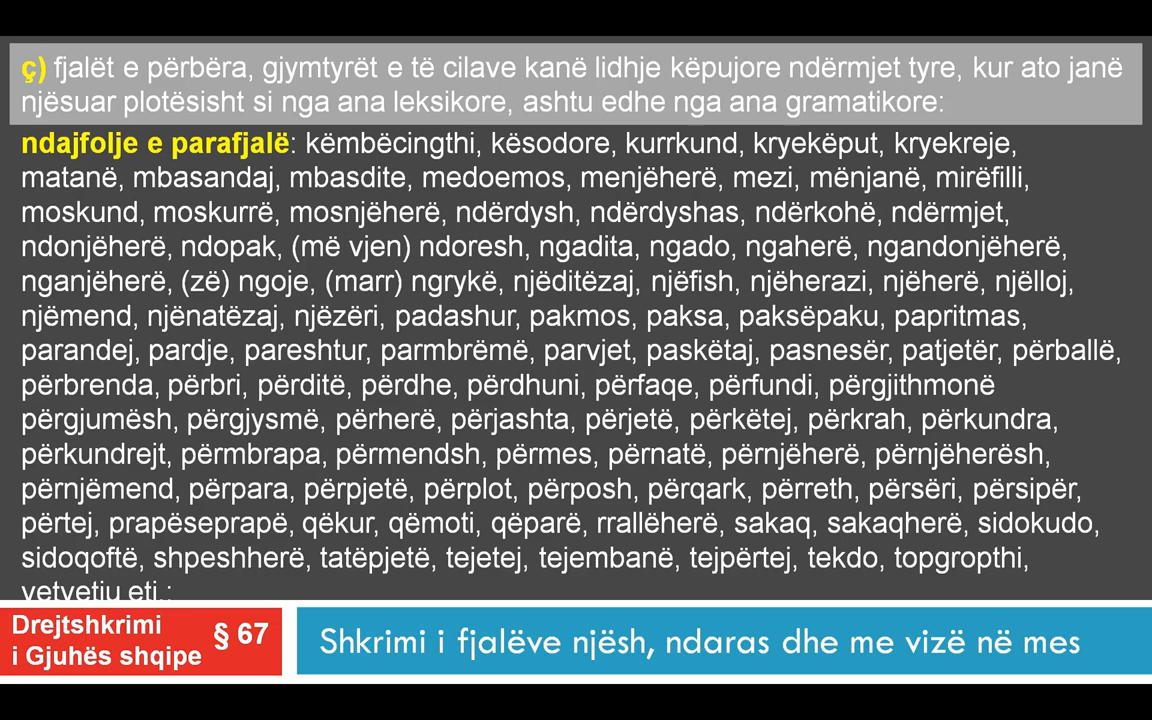 ç) fjalët e përbëra, gjymtyrët e të cilave kanë lidhje këpujore ndërmjet tyre, kur ato janë
njësuar plotësisht si nga ana leksikore, ashtu edhe nga ana gramatikore:
ndajfolje e parafjalë: këmbëcingthi, kësodore, kurrkund, kryekëput, kryekreje,
matanë, mbasandaj, mbasdite, medoemos, menjëherë, mezi, mënjanë, mirëfilli,
moskund, moskurrë, mosnjëherë, ndërdysh, ndërdyshas, ndërkohë, ndërmjet,
ndonjëherë, ndopak, (më vjen) ndoresh, ngadita, ngado, ngaherë, ngandonjëherë,
nganjëherë, (zë) ngoje, (marr) ngrykë, njëditëzaj, njëfish, njëherazi, njëherë, njëlloj,
njëmend, njënatëzaj, njëzëri, padashur, pakmos, paksa, paksëpaku, papritmas,
parandej, pardje, pareshtur, parmbrëmë, parvjet, paskëtaj, pasnesër, patjetër, përballë,
përbrenda, përbri, përditë, përdhe, përdhuni, përfaqe, përfundi, përgjithmonë
përgjumësh, përgjysmë, përherë, përjashta, përjetë, përkëtej, përkrah, përkundra,
përkundrejt, përmbrapa, përmendsh, përmes, përnatë, përnjëherë, përnjëherësh,
përnjëmend, përpara, përpjetë, përplot, përposh, përqark, përreth, përsëri, përsipër,
përtej, prapëseprapë, qëkur, qëmoti, qëparë, rrallëherë, sakaq, sakaqherë, sidokudo,
sidoqoftë, shpeshherë, tatëpjetë, tejetej, tejembanë, tejpërtej, tekdo, topgropthi,
vetvetiu etj.;
Drejtshkrimi
i Gjuhës shqipe
§ 67
Shkrimi i fjalëve njësh, ndaras dhe me vizë në mes